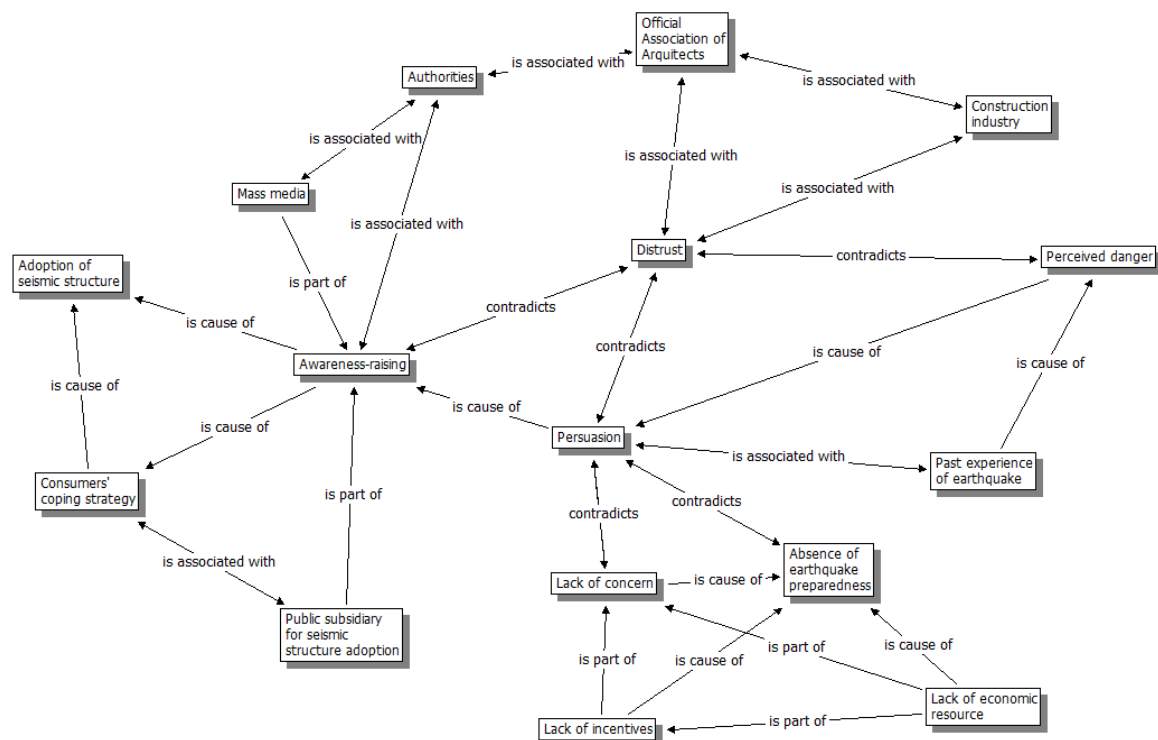 Official
Association of
Arquitects
is associated with
Authorities
is associated with
Construction
industry
is associated with
is associated with
Mass media
is associated with
is associated with
Distrust
Adoption of
seismic structure
contradicts
Perceived danger
is part of
contradicts
is cause of
contradicts
is cause of
Awareness-raising
is cause of
is cause of
is cause of
is cause of
Persuasion
is associated with
Past experience
of earthquake
Consumers'
coping strategy
is part of
contradicts
contradicts
is associated with
Absence of
earthquake
preparedness
Lack of concern
is cause of
Public subsidiary
for seismic
structure adoption
is part of
is cause of
is part of
is cause of
Lack of economic
resource
Lack of incentives
is part of